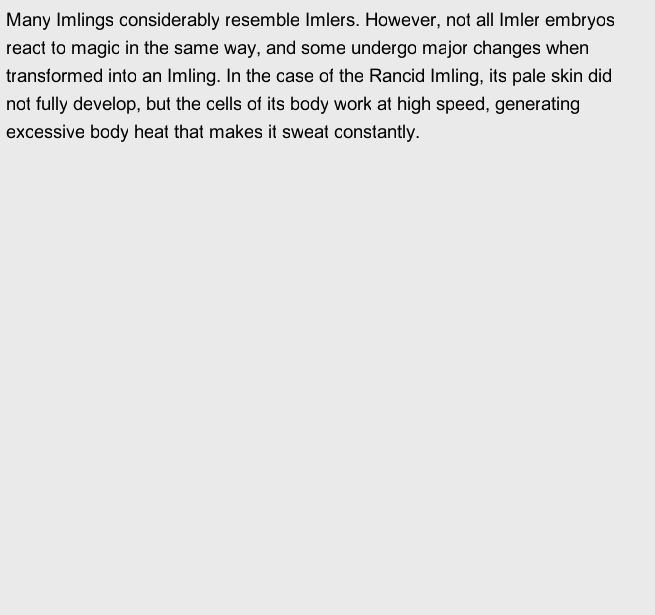 Many Imlings considerably resemble Imlers. However, not all Imler embryos
react to magic in the same way, and some undergo major changes when
transformed into an Imling. In the case of the Rancid Imling, its pale skin did
not fully develop, but the cells of its body work at high speed, generating
excessive body heat that makes it sweat constantly.